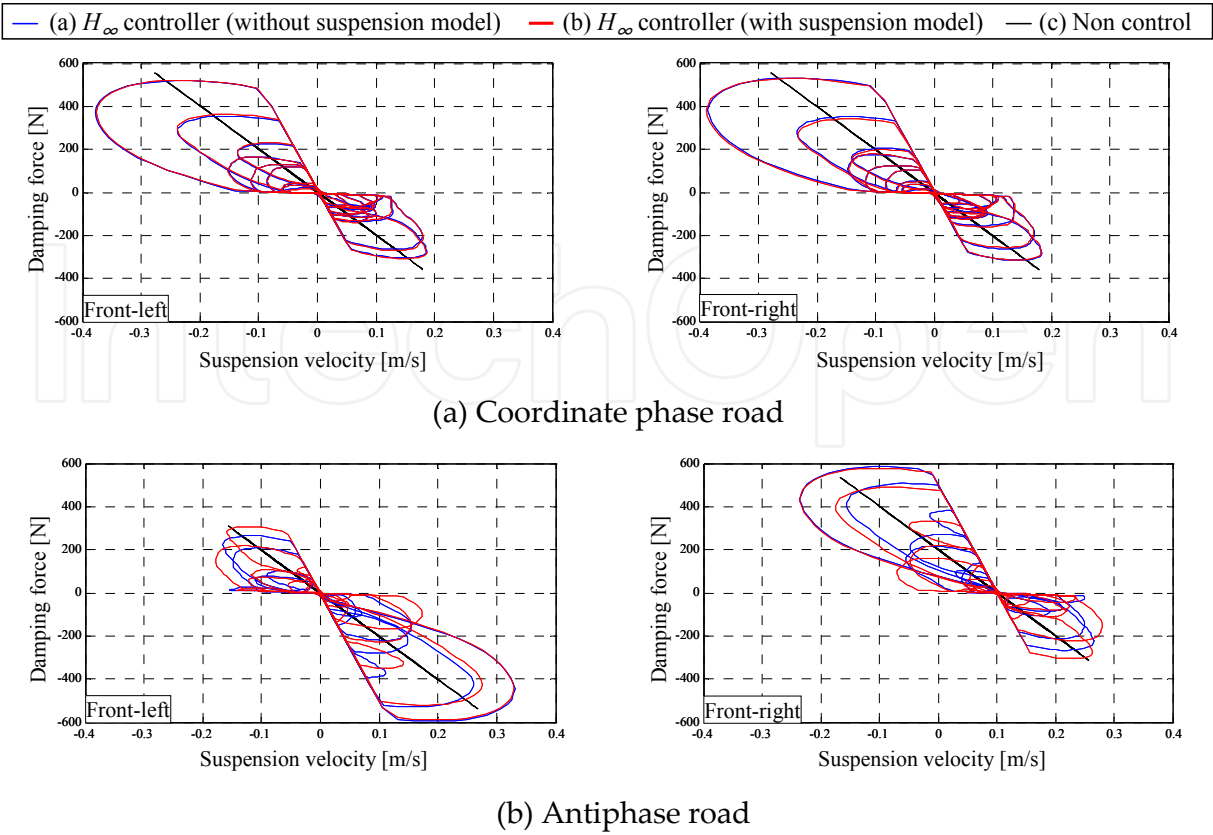 (a) H∞ controller (without suspension model) (b) H∞ controller (with suspension model) (c) Non control
600
400
200
0
-200
-400
-600
Damping force [N]
Front-left
-0.4 -0.3 -0.2 -0.1 0 0.1 0.2 0.3 0.4
Suspension velocity [m/s]
600
400
200
0
-200
-400
-600
Damping force [N]
Front-right
-0.4 -0.3 -0.2 -0.1 0 0.1 0.2 0.3 0.4
Suspension velocity [m/s]
IntechOpen
(a) Coordinate phase road
600
400
200
0
-200
-400
-600
Damping force [N]
Front-left
-0.4 -0.3 -0.2 -0.1 0 0.1 0.2 0.3 0.4
Suspension velocity [m/s]
600
400
200
0
-200
-400
-600
Damping force [N]
Front-right
-0.4 -0.3 -0.2 -0.1 0 0.1 0.2 0.3 0.4
Suspension velocity [m/s]
(b) Antiphase road